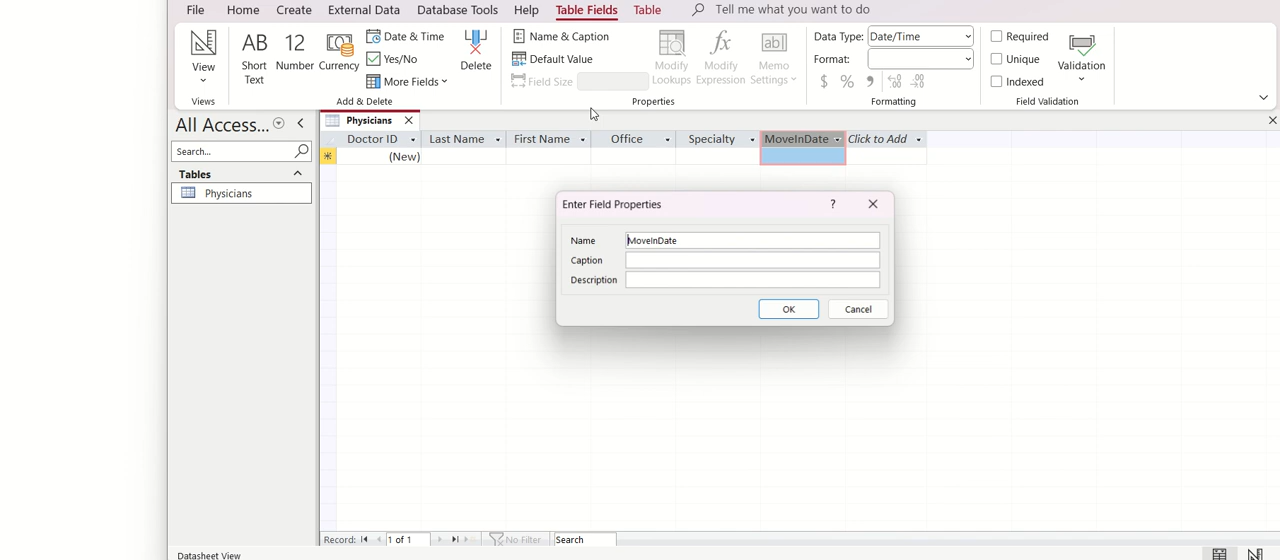 File Home Create External Data Database Tools Help Table Fields Table Tell me what you want to do
View
Views
AB
Short
Text
12
Number
Currency
Date & Time
Yes/No
More Fields
Delete
Add & Delete
Name & Caption
Default Value
Field Size
Modify
Lookups
fx
Modify
Expression
ab
Memo
Settings
Properties
Data Type: Date/Time
Format:
$ % 9 .00 .00
Formatting
Required
Unique
Indexed
Validation
Field Validation
All Access...
Search...
Tables
Physicians
Physicians
Doctor ID Last Name First Name Office Specialty MoveInDate Click to Add
(New)
Enter Field Properties ?
Name MoveInDate
Caption
Description
OK Cancel
Record: 1 of 1 No Filter Search
Datasheet View